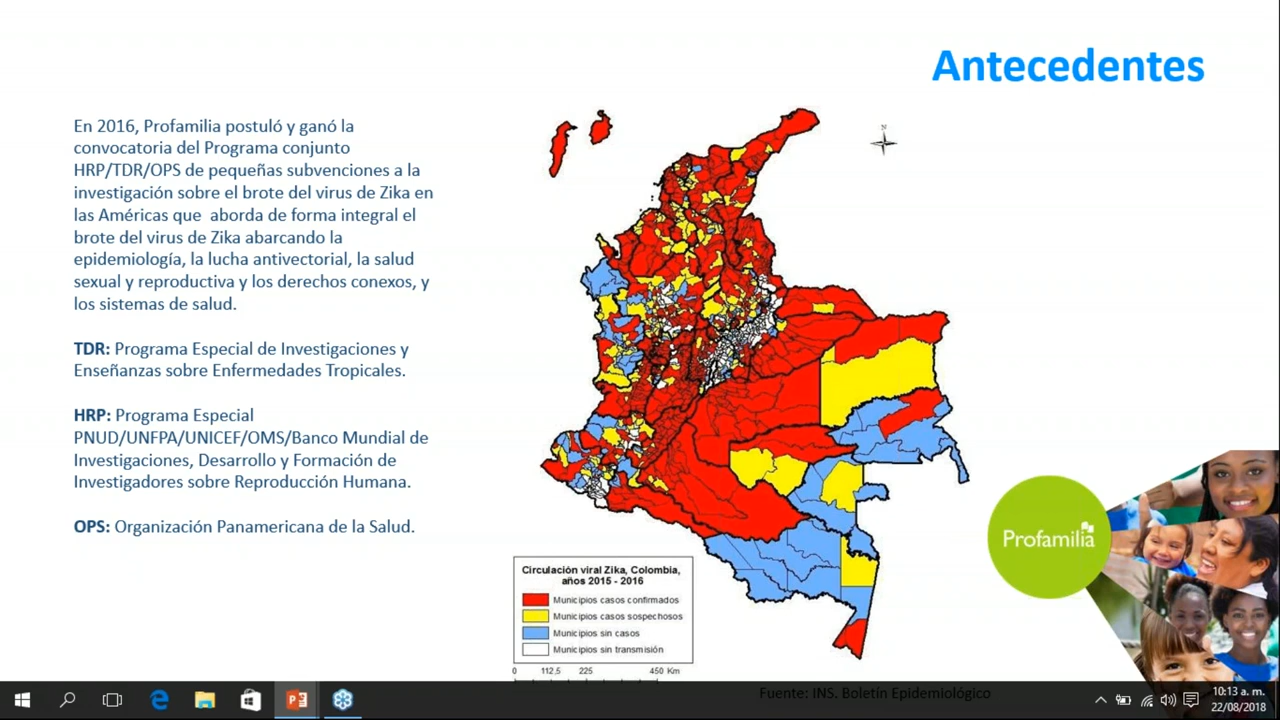 Antecedentes
En 2016, Profamilia postuló y ganó la
convocatoria del Programa conjunto
HRP/TDR/OPS de pequeñas subvenciones a la
investigación sobre el brote del virus de Zika en
las Américas que aborda de forma integral el
brote del virus de Zika abarcando la
epidemiología, la lucha antivectorial, la salud
sexual y reproductiva y los derechos conexos, y
los sistemas de salud.
TDR: Programa Especial de Investigaciones y
Enseñanzas sobre Enfermedades Tropicales.
HRP: Programa Especial
PNUD/UNFPA/UNICEF/OMS/Banco Mundial de
Investigaciones, Desarrollo y Formación de
Investigadores sobre Reproducción Humana.
OPS: Organización Panamericana de la Salud.
N
Circulación viral Zika, Colombia,
años 2015 - 2016
Municipios casos confirmados
Municipios casos sospechosos
Municipios sin casos
Municipios sin transmisión
0 112,5 225 450 Km
Profamilia
Fuente: INS. Boletín Epidemiológico
10:13 a. m.
22/08/2018